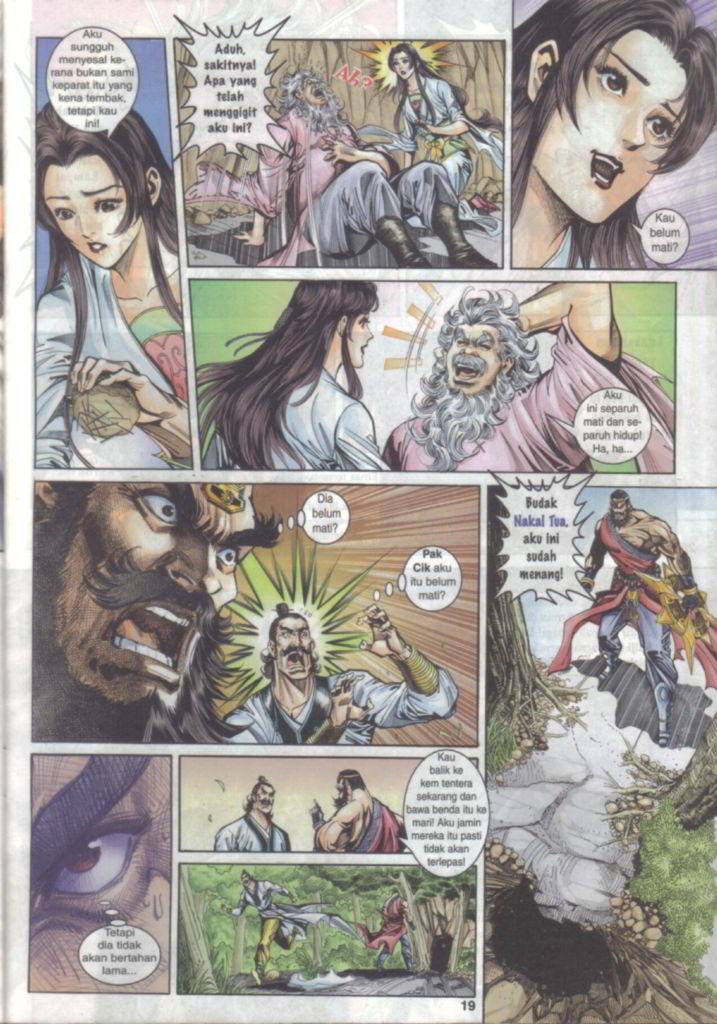 Aku
sungguh
menyesal ke-
rana bukan sami
keparat itu yang
kena tembak,
tetapi kau
ini!
Aduh,
sakitnya!
Apa yang
telah
menggigit
aku ini?
Ah?
Kau
belum
mati?
Aku
ini separuh
mati dan se-
paruh hidup!
Ha, ha...
Dia
belum
mati?
Pak
Cik aku
itu belum
mati?
Budak
Nakal Tua,
aku ini
sudah
menang!
Tetapi
dia tidak
akan bertahan
lama...
Kau
balik ke
kem tentera
sekarang dan
bawa benda itu ke
mari! Aku jamin
mereka itu pasti
tidak akan
terlepas!
19